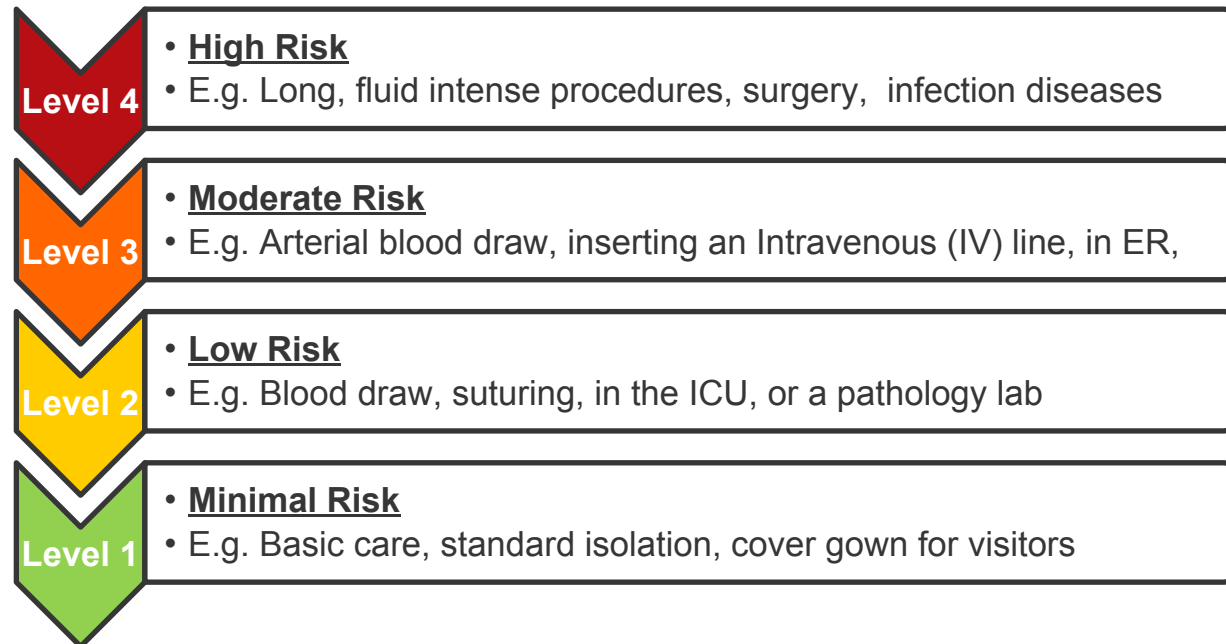 Level 4
• High Risk
• E.g. Long, fluid intense procedures, surgery,  infection diseases
Level 3
• Moderate Risk
• E.g. Arterial blood draw, inserting an Intravenous (IV) line, in ER,
Level 2
• Low Risk
• E.g. Blood draw, suturing, in the ICU, or a pathology lab
Level 1
• Minimal Risk
• E.g. Basic care, standard isolation, cover gown for visitors